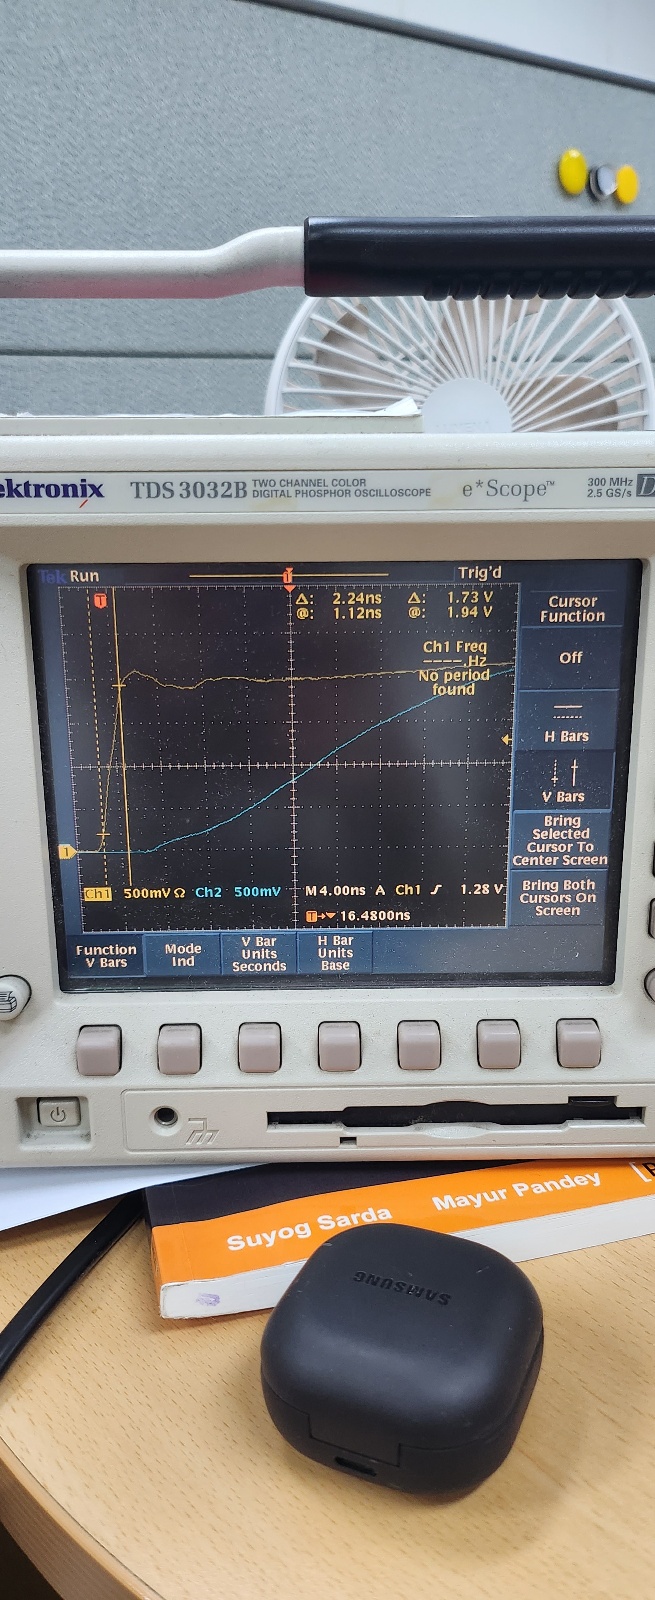 ektronix TDS 3032B TWO CHANNEL COLOR
DIGITAL PHOSPHOR OSCILLOSCOPE
e*Scope™
300 MHz
2.5 GS/s
Tek Run
Trig'd
T
T
Δ: 2.24ns Δ: 1.73 V
@: 1.12ns @: 1.94 V
Ch1 Freq
----.Hz
No period
found
1
Ch1 500mV Ω Ch2 500mV M 4.00ns A Ch1 1.28 V
T→▼ 16.4800ns
Cursor
Function
Off
H Bars
V Bars
Bring
Selected
Cursor To
Center Screen
Bring Both
Cursors On
Screen
Function
V Bars
Mode
Ind
V Bar
Units
Seconds
H Bar
Units
Base
Suyog Sarda Mayur Pandey
SAMSUNG